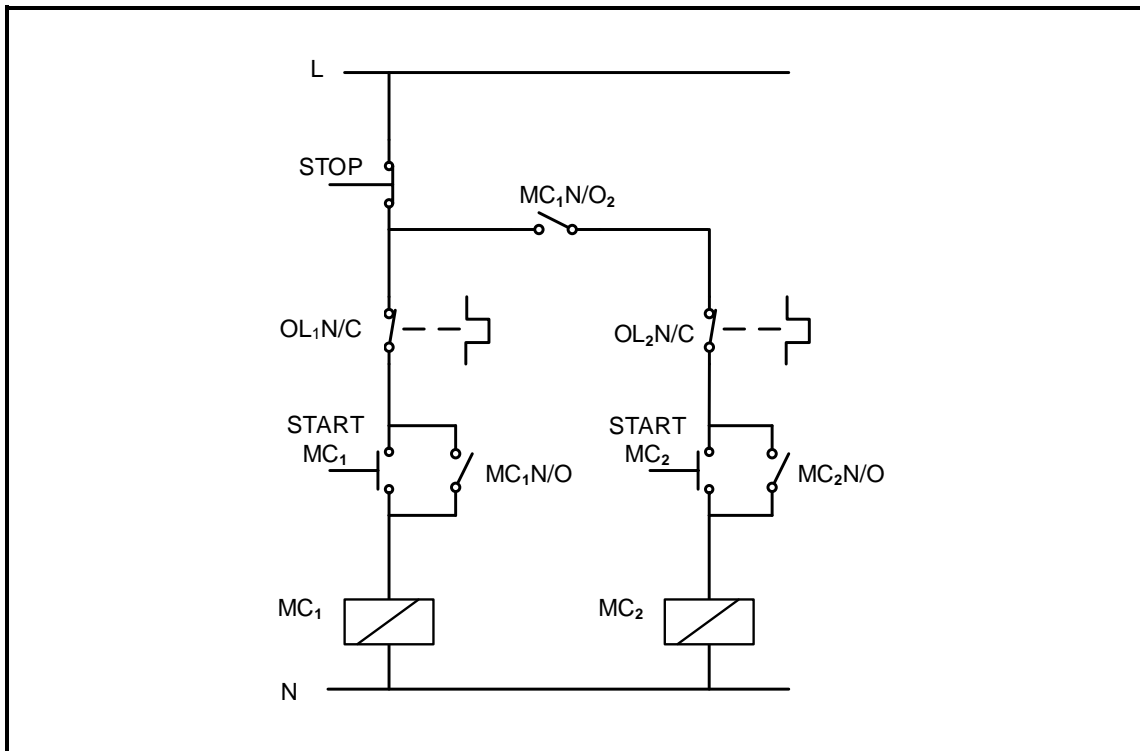 L
STOP
MC₁N/O₂
OL₁N/C
OL₂N/C
START
MC₁
MC₁N/O
START
MC₂
MC₂N/O
MC₁
MC₂
N